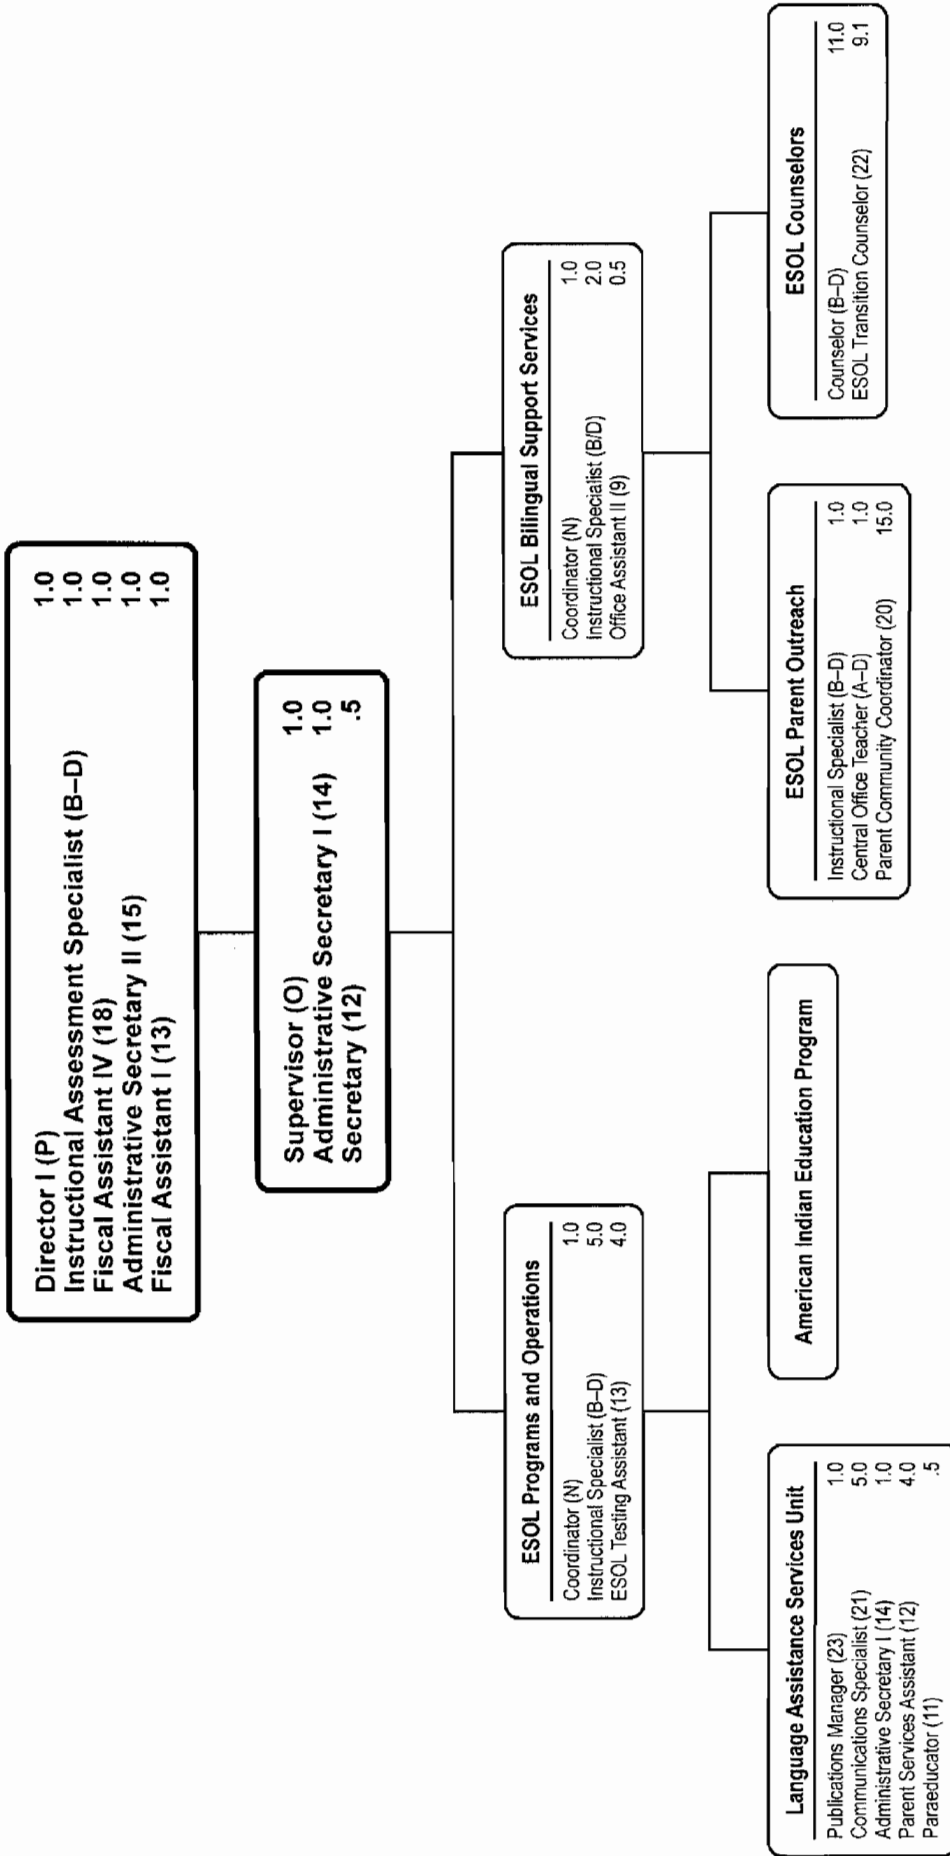 Director I (P) 1.0
Instructional Assessment Specialist (B–D) 1.0
Fiscal Assistant IV (18) 1.0
Administrative Secretary II (15) 1.0
Fiscal Assistant I (13) 1.0
Supervisor (O) 1.0
Administrative Secretary I (14) 1.0
Secretary (12) .5
ESOL Programs and Operations
Coordinator (N) 1.0
Instructional Specialist (B–D) 5.0
ESOL Testing Assistant (13) 4.0
ESOL Bilingual Support Services
Coordinator (N) 1.0
Instructional Specialist (B/D) 2.0
Office Assistant II (9) 0.5
Language Assistance Services Unit
Publications Manager (23) 1.0
Communications Specialist (21) 5.0
Administrative Secretary I (14) 1.0
Parent Services Assistant (12) 4.0
Paraeducator (11) .5
American Indian Education Program
ESOL Parent Outreach
Instructional Specialist (B–D) 1.0
Central Office Teacher (A–D) 1.0
Parent Community Coordinator (20) 15.0
ESOL Counselors
Counselor (B–D) 11.0
ESOL Transition Counselor (22) 9.1